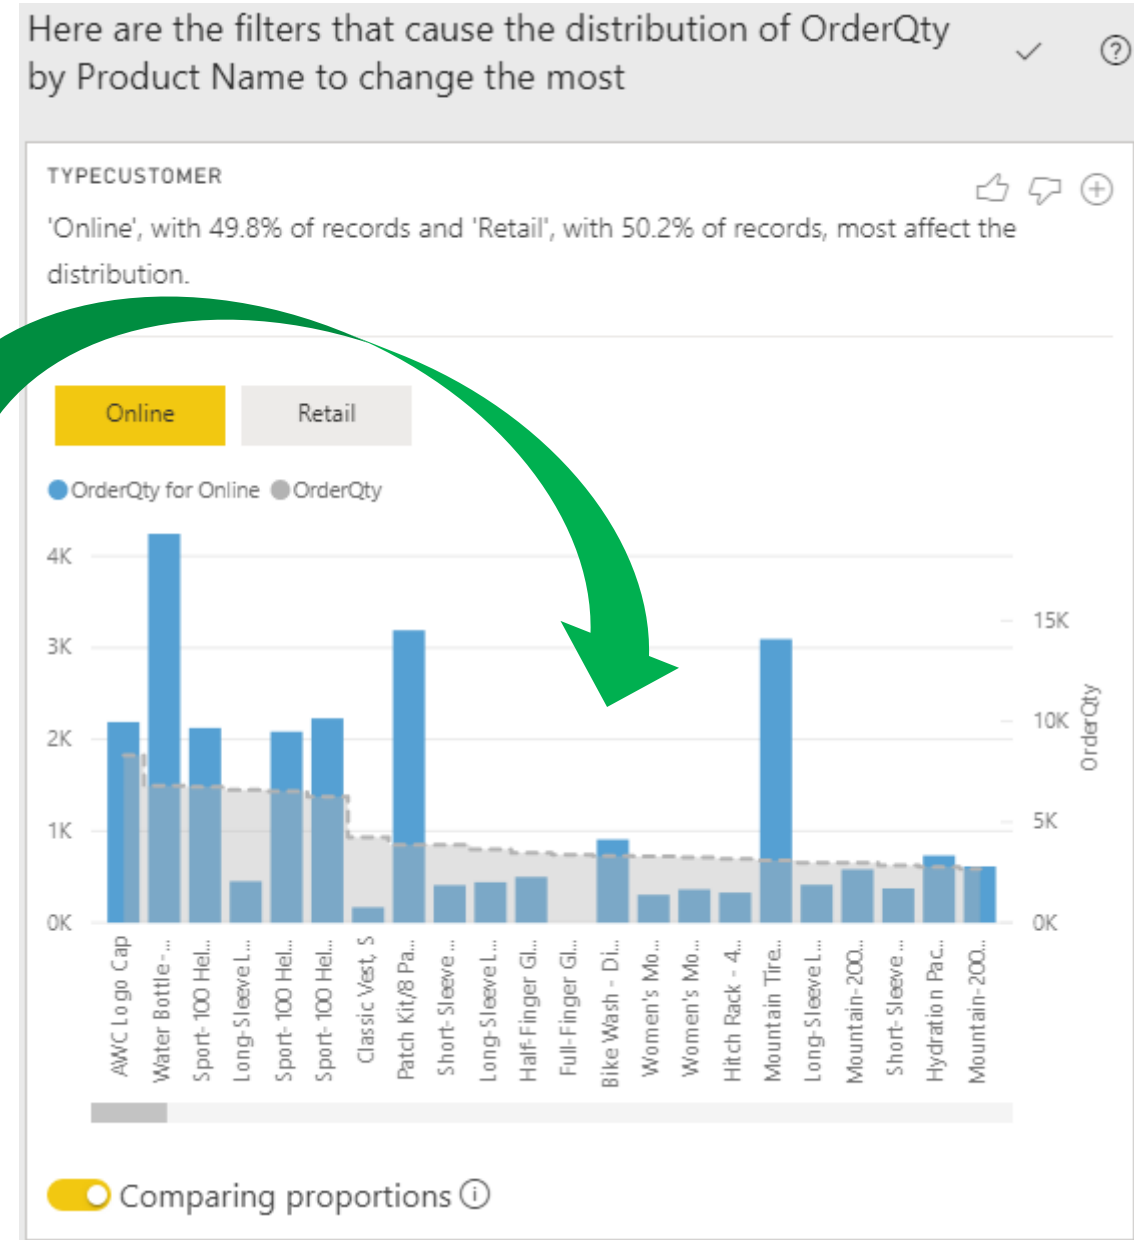 Here are the filters that cause the distribution of OrderQty
by Product Name to change the most
TYPECUSTOMER
'Online', with 49.8% of records and 'Retail', with 50.2% of records, most affect the
distribution.
Online
Retail
OrderQty for Online OrderQty
4K
3K
2K
1K
0K
15K
10K
5K
0K
OrderQty
AWC Logo Cap
Water Bottle - ...
Sport-100 Hel...
Long-Sleeve L...
Sport-100 Hel...
Sport-100 Hel...
Classic Vest, S
Patch Kit/8 Pa...
Short-Sleeve ...
Long-Sleeve L...
Half-Finger Gl...
Full-Finger Gl...
Bike Wash - Di...
Women's Mo...
Women's Mo...
Hitch Rack - 4...
Mountain Tire...
Long-Sleeve L...
Mountain-200...
Short-Sleeve ...
Hydration Pac...
Mountain-200...
Comparing proportions